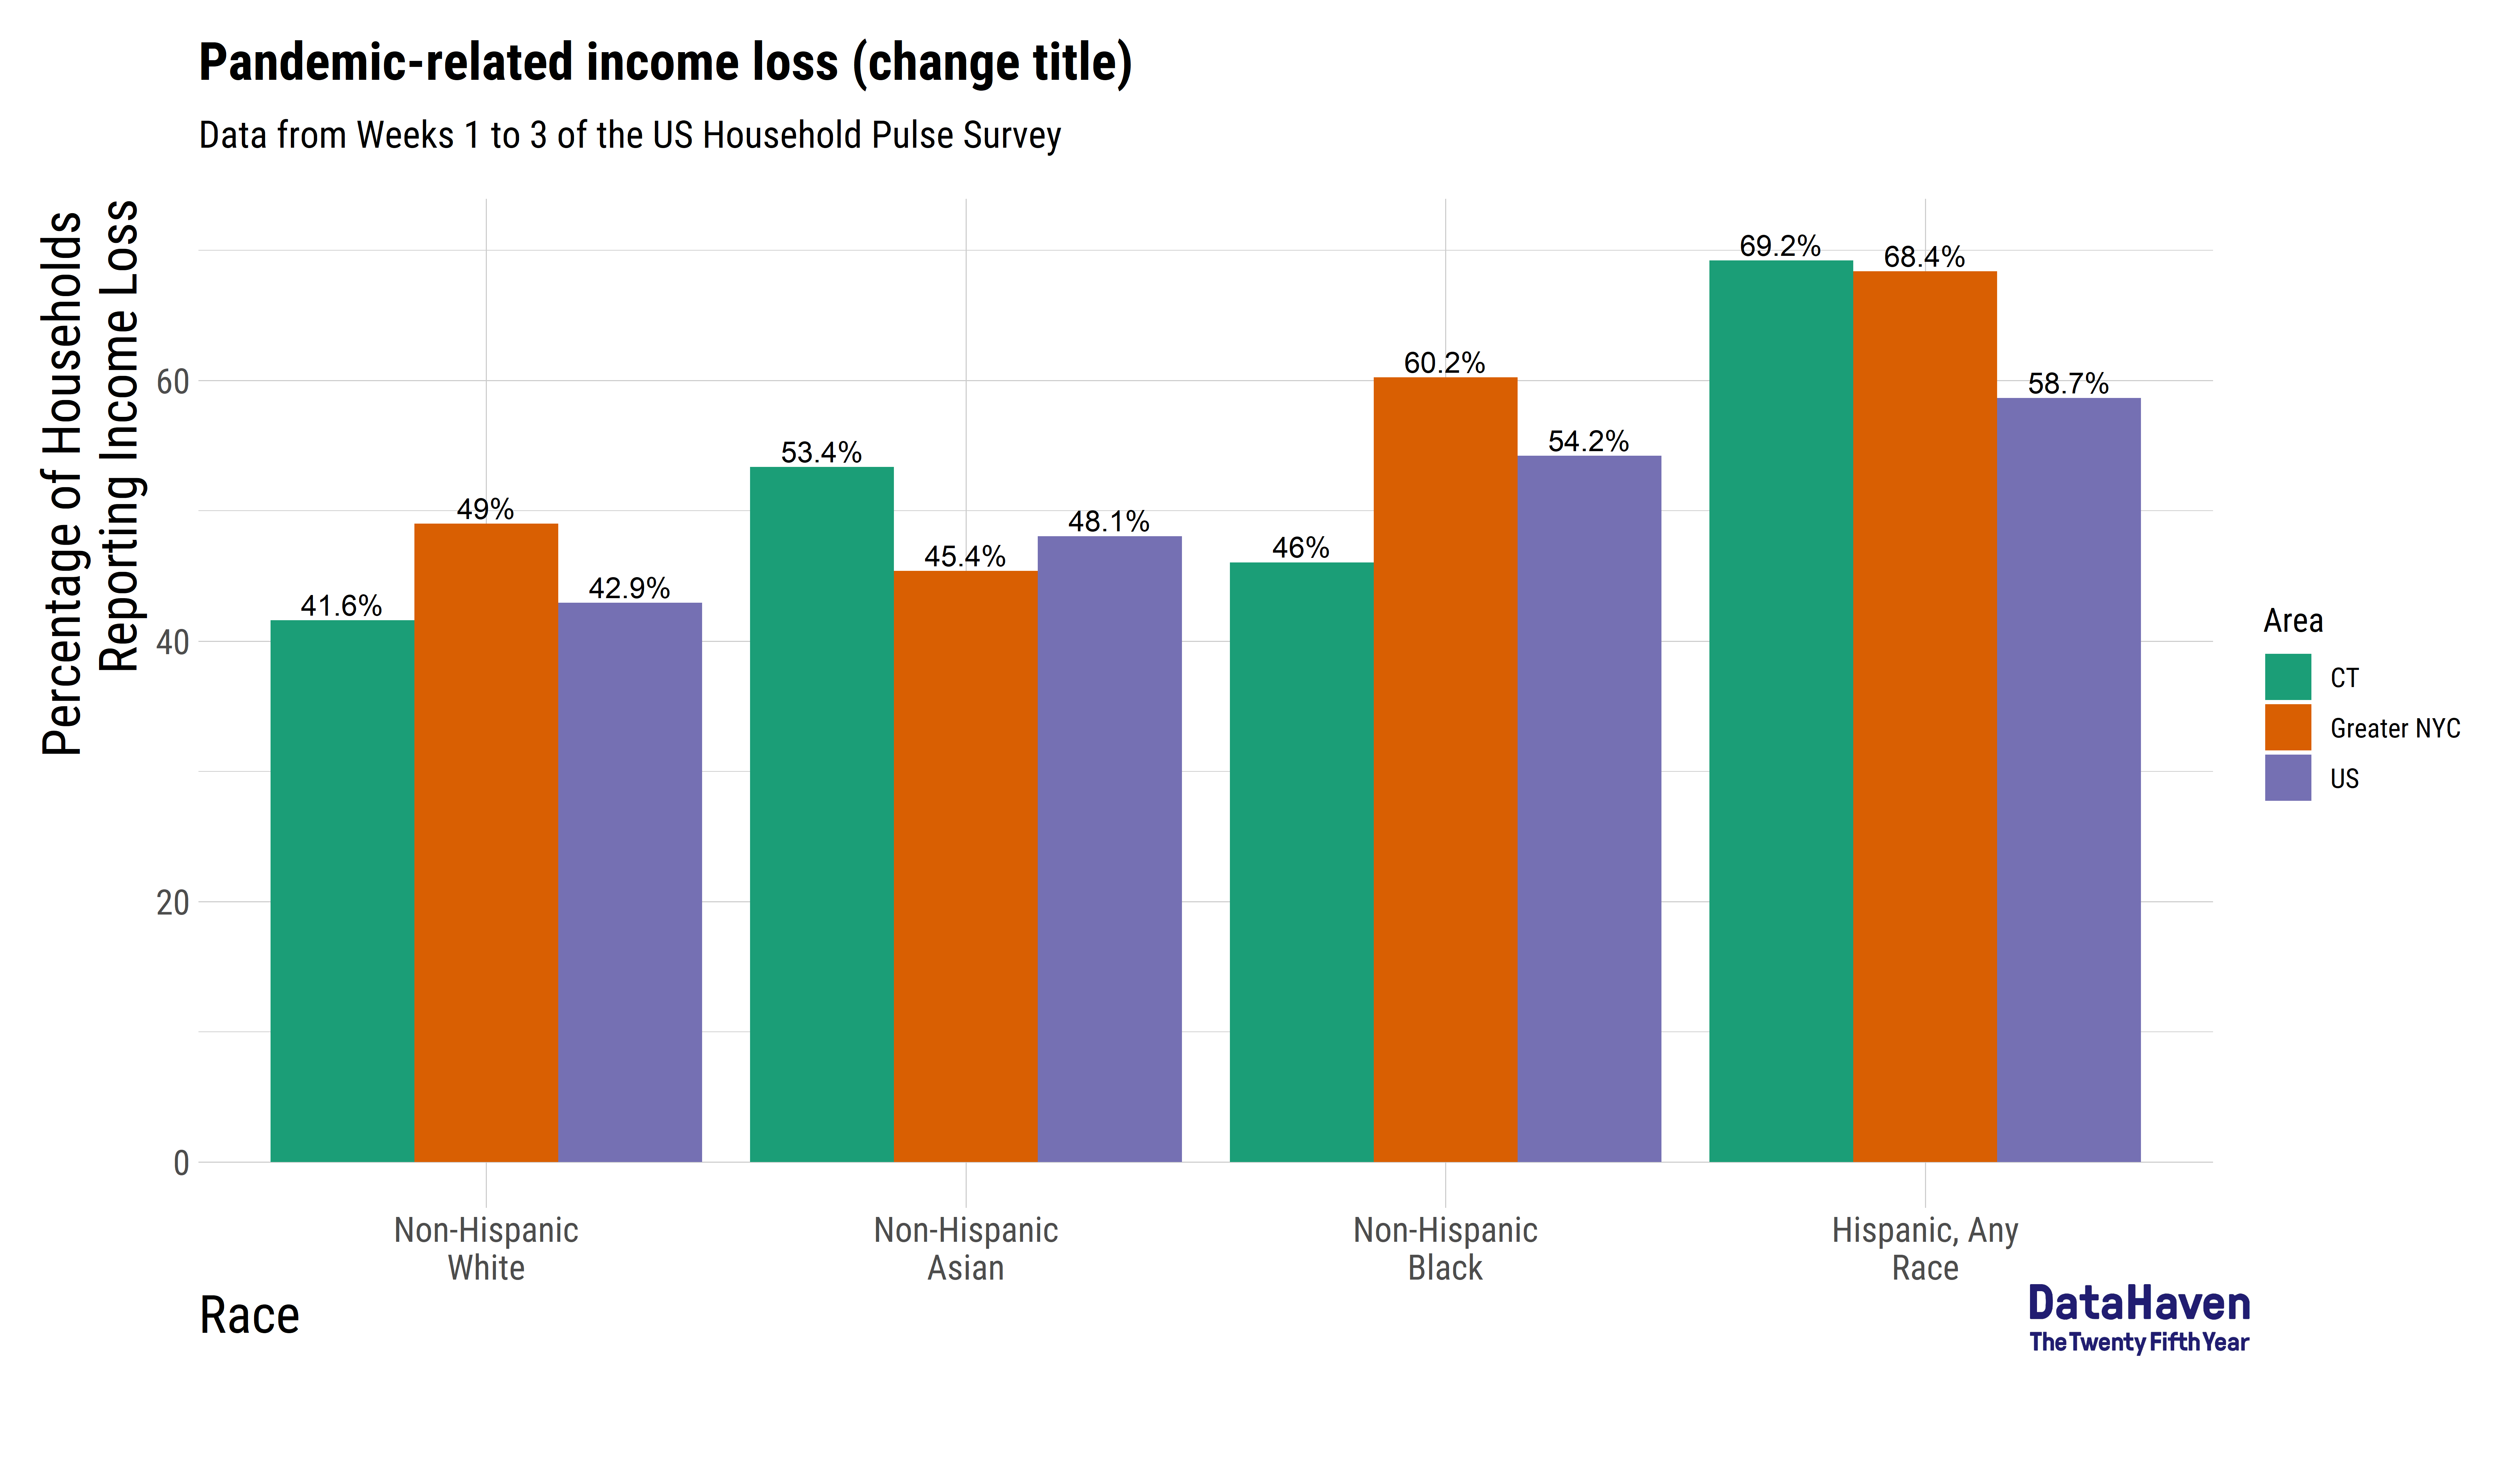 Pandemic-related income loss (change title)
Data from Weeks 1 to 3 of the US Household Pulse Survey
Percentage of Households
Reporting Income Loss
60
40
20
0
41.6%
49%
42.9%
53.4%
45.4%
48.1%
46%
60.2%
54.2%
69.2%
68.4%
58.7%
Non-Hispanic
White
Non-Hispanic
Asian
Non-Hispanic
Black
Hispanic, Any
Race
Race
Area
CT
Greater NYC
US
DataHaven
The Twenty Fifth Year